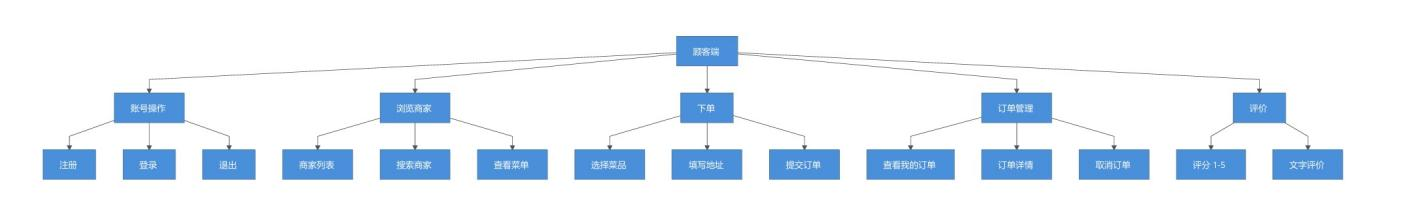 顾客端
账号操作
浏览商家
下单
订单管理
评价
注册
登录
退出
商家列表
搜索商家
查看菜单
选择菜品
填写地址
提交订单
查看我的订单
订单详情
取消订单
评分 1-5
文字评价